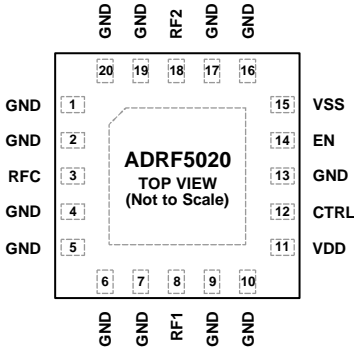 GND GND RF2 GND GND
20 19 18 17 16
GND 1 15 VSS
GND 2 14 EN
RFC 3 13 GND
GND 4 12 CTRL
GND 5 11 VDD
ADRF5020
TOP VIEW
(Not to Scale)
6 7 8 9 10
GND GND RF1 GND GND